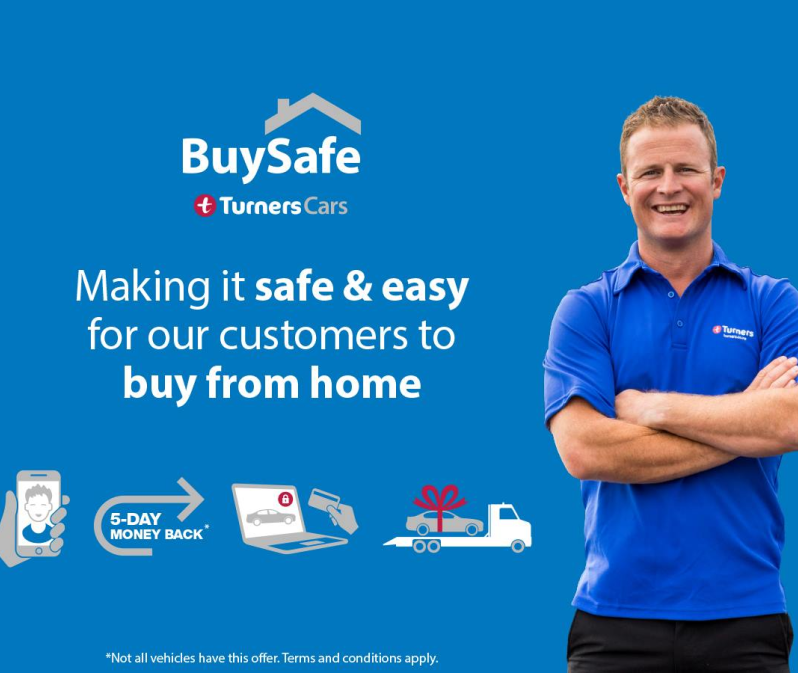 BuySafe
Turners Cars
Making it safe & easy
for our customers to
buy from home
Turners
5-DAY
MONEY BACK*
*Not all vehicles have this offer. Terms and conditions apply.